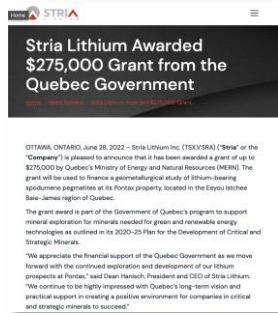 Home
STRIA
Stria Lithium Awarded
$275,000 Grant from the
Quebec Government
OTTAWA, ONTARIO, June 28, 2022 – Stria Lithium Inc. (TSX.V:SRA) ("Stria" or the
"Company") is pleased to announce that it has been awarded a grant of up to
$275,000 by Quebec's Ministry of Energy and Natural Resources (MERN). The
grant will be used to finance a geometallurgical study of lithium-bearing
spodumene pegmatites at its Pontax property, located in the Eeyou Istchee
Baie-James region of Quebec.
The grant award is part of the Government of Quebec's program to support
mineral exploration for minerals needed for green and renewable energy
technologies as outlined in its 2020-25 Plan for the Development of Critical and
Strategic Minerals.
"We appreciate the financial support of the Quebec Government as we move
forward with the continued exploration and development of our lithium
prospects at Pontax," said Dean Hanisch, President and CEO of Stria Lithium.
"We continue to be highly impressed with Quebec's long-term vision and
practical support in creating a positive environment for companies in critical
and strategic minerals to succeed."